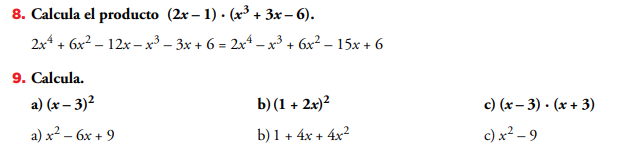 8. Calcula el producto (2x – 1) · (x³ + 3x – 6).
2x⁴ + 6x² – 12x – x³ – 3x + 6 = 2x⁴ – x³ + 6x² – 15x + 6
9. Calcula.
a) (x – 3)² b) (1 + 2x)² c) (x – 3) · (x + 3)
a) x² – 6x + 9 b) 1 + 4x + 4x² c) x² – 9